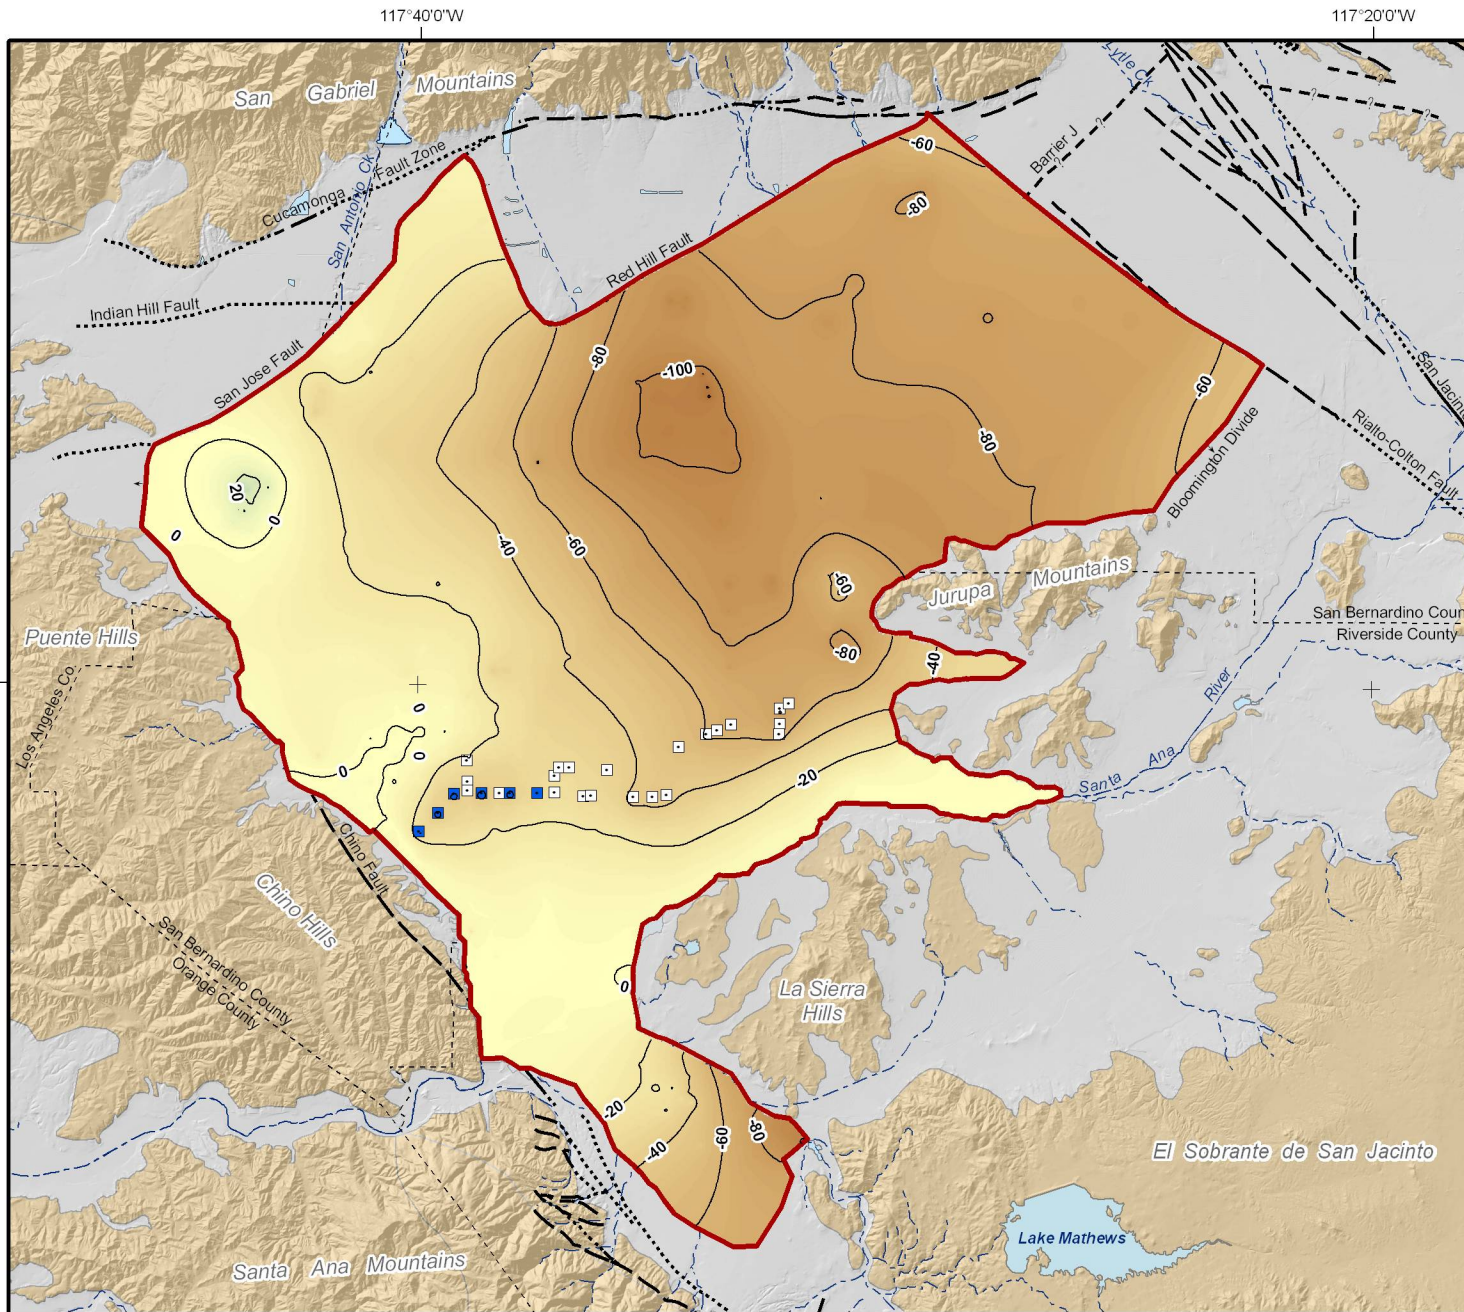 117°40'0"W
117°20'0"W
San Gabriel Mountains
Lytle Ck
Cucamonga Fault Zone
San Antonio Ck
Barrier J
?
?
?
?
?
-60
-80
Red Hill Fault
Indian Hill Fault
San Jose Fault
-80
-100
-60
San Jacinto
Rialto-Colton Fault
Bloomington Divide
-80
20
0
0
-40
-60
-60
Jurupa Mountains
San Bernardino Coun
Riverside County
Puente Hills
-80
-40
Los Angeles Co
Santa Ana River
0
0
0
-20
Chino Fault
Chino Hills
San Bernardino County
Orange County
0
La Sierra
Hills
-20
-40
-60
-80
El Sobrante de San Jacinto
Lake Mathews
Santa Ana Mountains